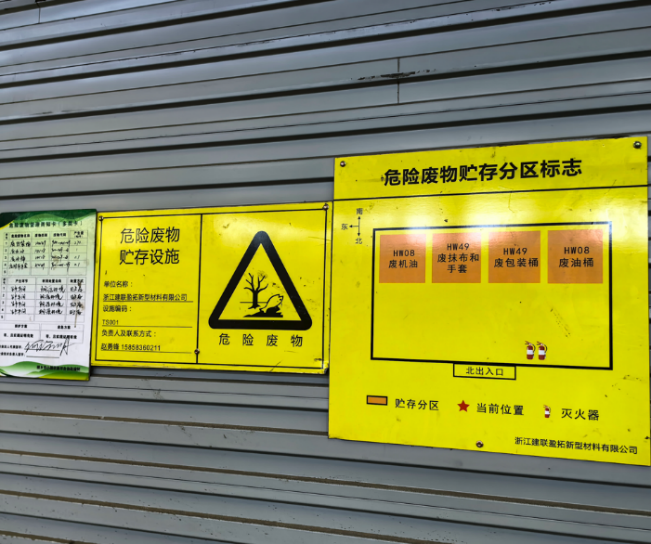 危险废物
贮存设施
单位名称：
浙江建联盈拓新型材料有限公司
设施编码：
TS001
负责人及联系方式：
赵勇锋 15858360211
危险废物
危险废物贮存分区标志
南
东
北
HW08
废机油
HW49
废抹布和
手套
HW49
废包装桶
HW08
废油桶
北出入口
贮存分区
当前位置
灭火器
浙江建联盈拓新型材料有限公司